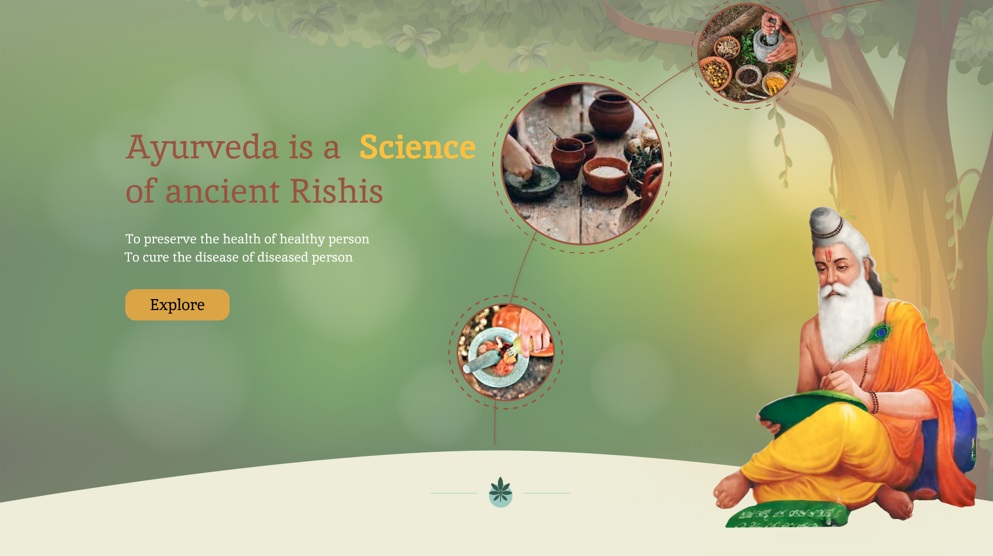 Ayurveda is a Science
of ancient Rishis
To preserve the health of healthy person
To cure the disease of diseased person
Explore